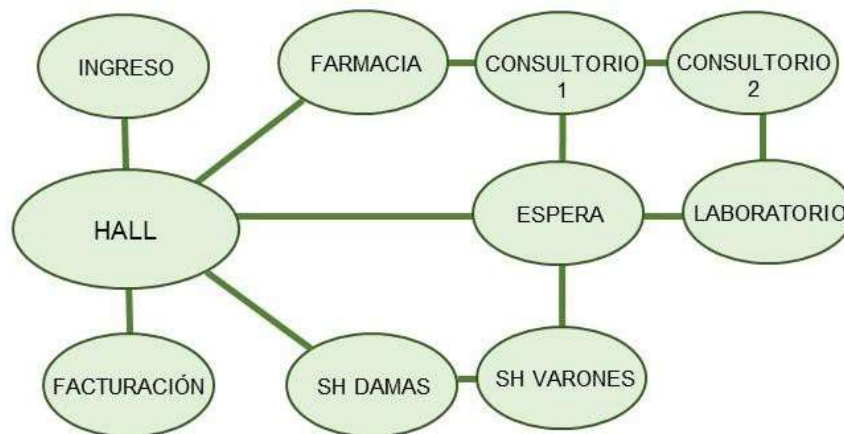 INGRESO
FARMACIA
CONSULTORIO
1
CONSULTORIO
2
HALL
ESPERA
LABORATORIO
FACTURACIÓN
SH DAMAS
SH VARONES